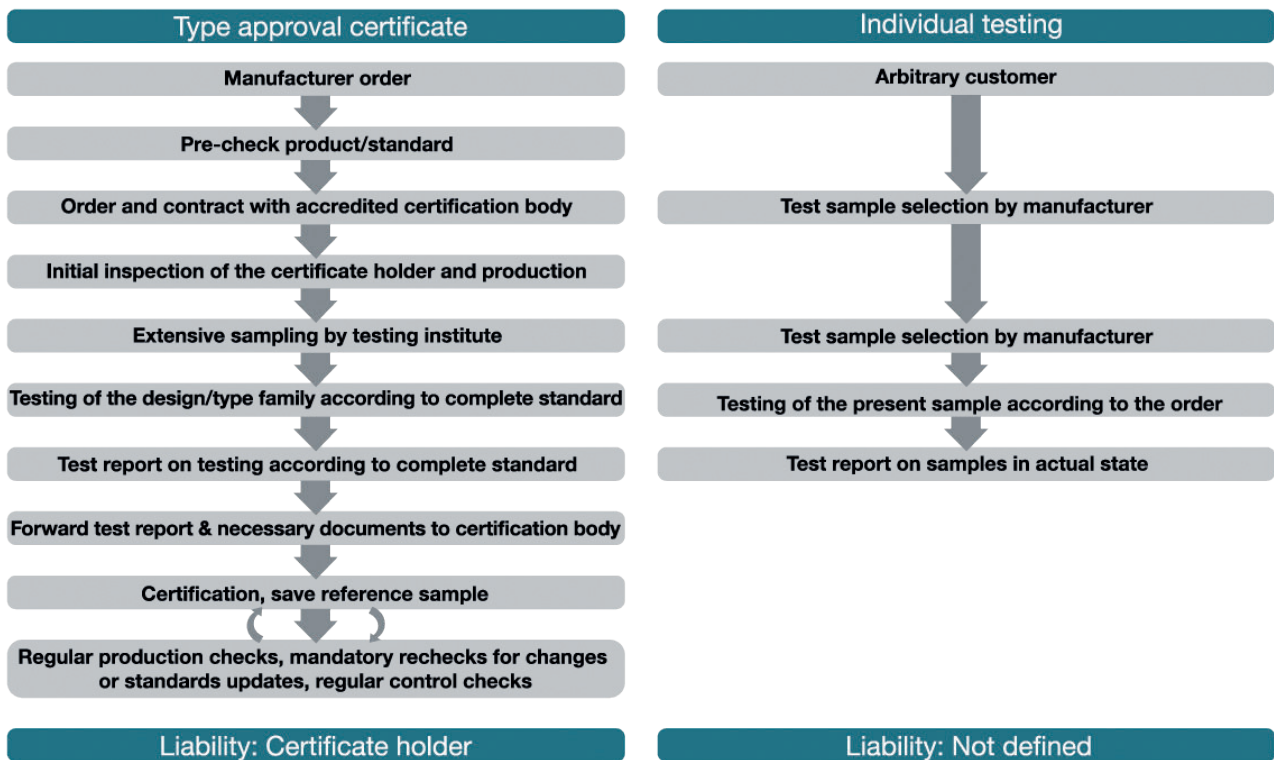 Type approval certificate
Manufacturer order
Pre-check product/standard
Order and contract with accredited certification body
Initial inspection of the certificate holder and production
Extensive sampling by testing institute
Testing of the design/type family according to complete standard
Test report on testing according to complete standard
Forward test report & necessary documents to certification body
Certification, save reference sample
Regular production checks, mandatory rechecks for changes
or standards updates, regular control checks
Liability: Certificate holder
Individual testing
Arbitrary customer
Test sample selection by manufacturer
Test sample selection by manufacturer
Testing of the present sample according to the order
Test report on samples in actual state
Liability: Not defined